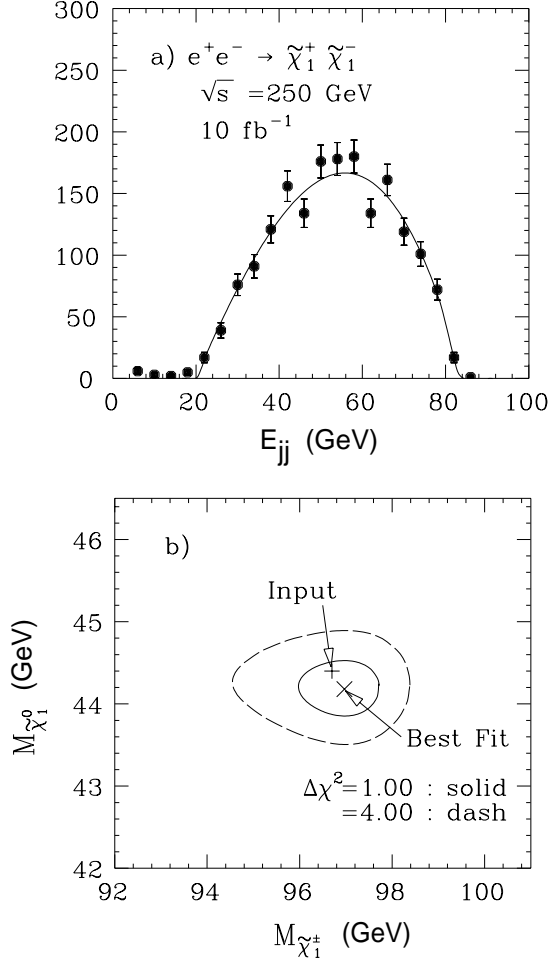 300
250
200
150
100
50
0
a) e⁺e⁻ → χ̃₁⁺ χ̃₁⁻
√s =250 GeV
10 fb⁻¹
0 20 40 60 80 100
E_jj (GeV)
46
45
44
43
42
b)
Input
Best Fit
Δχ²=1.00 : solid
=4.00 : dash
M_χ̃₁⁰ (GeV)
92 94 96 98 100
M_χ̃₁± (GeV)